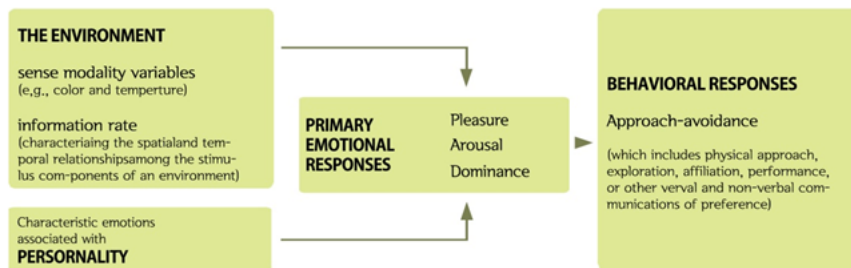 THE ENVIRONMENT
sense modality variables
(e,g., color and temperture)
information rate
(characteriaing the spatialand tem-
poral relationshipsamong the stimu-
lus com-ponents of an environment)
Characteristic emotions
associated with
PERSORNALITY
PRIMARY
EMOTIONAL
RESPONSES
Pleasure
Arousal
Dominance
BEHAVIORAL RESPONSES
Approach-avoidance
(which includes physical approach,
exploration, affiliation, performance,
or other verval and non-verbal com-
munications of preference)